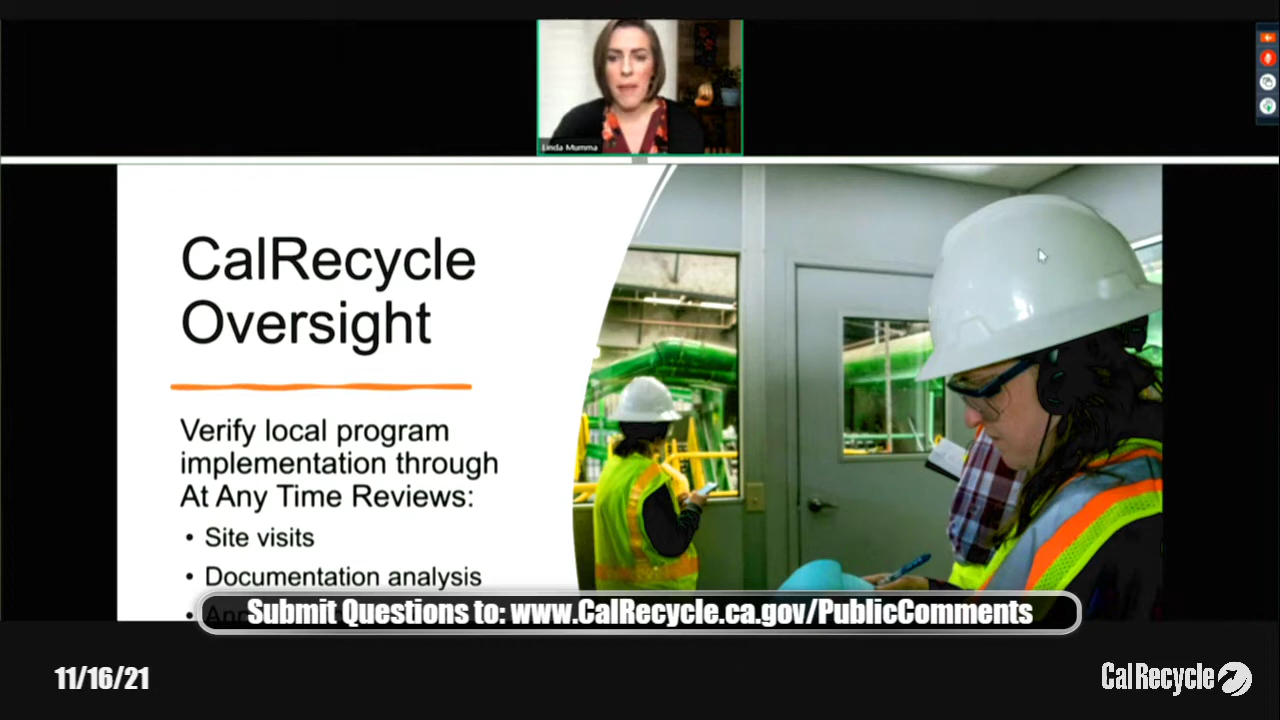 Linda Mumma
CalRecycle
Oversight
Verify local program
implementation through
At Any Time Reviews:
• Site visits
• Documentation analysis
Submit Questions to: www.CalRecycle.ca.gov/PublicComments
11/16/21
CalRecycle